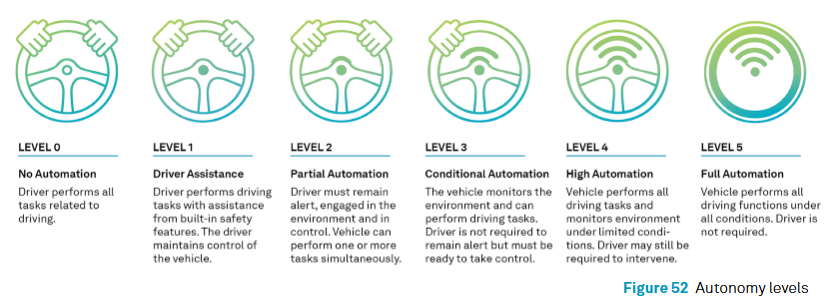 LEVEL 0
No Automation
Driver performs all
tasks related to
driving.
LEVEL 1
Driver Assistance
Driver performs driving
tasks with assistance
from built-in safety
features. The driver
maintains control of
the vehicle.
LEVEL 2
Partial Automation
Driver must remain
alert, engaged in the
environment and in
control. Vehicle can
perform one or more
tasks simultaneously.
LEVEL 3
Conditional Automation
The vehicle monitors the
environment and can
perform driving tasks.
Driver is not required to
remain alert but must be
ready to take control.
LEVEL 4
High Automation
Vehicle performs all
driving tasks and
monitors environment
under limited condi-
tions. Driver may still be
required to intervene.
LEVEL 5
Full Automation
Vehicle performs all
driving functions under
all conditions. Driver is
not required.
Figure 52 Autonomy levels